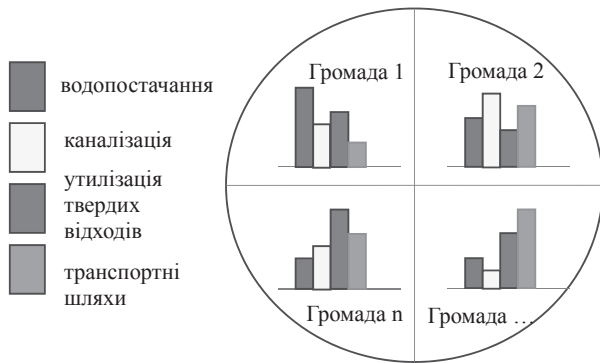 водопостачання
каналізація
утилізація
твердих
відходів
транспортні
шляхи
Громада 1
Громада 2
Громада n
Громада …